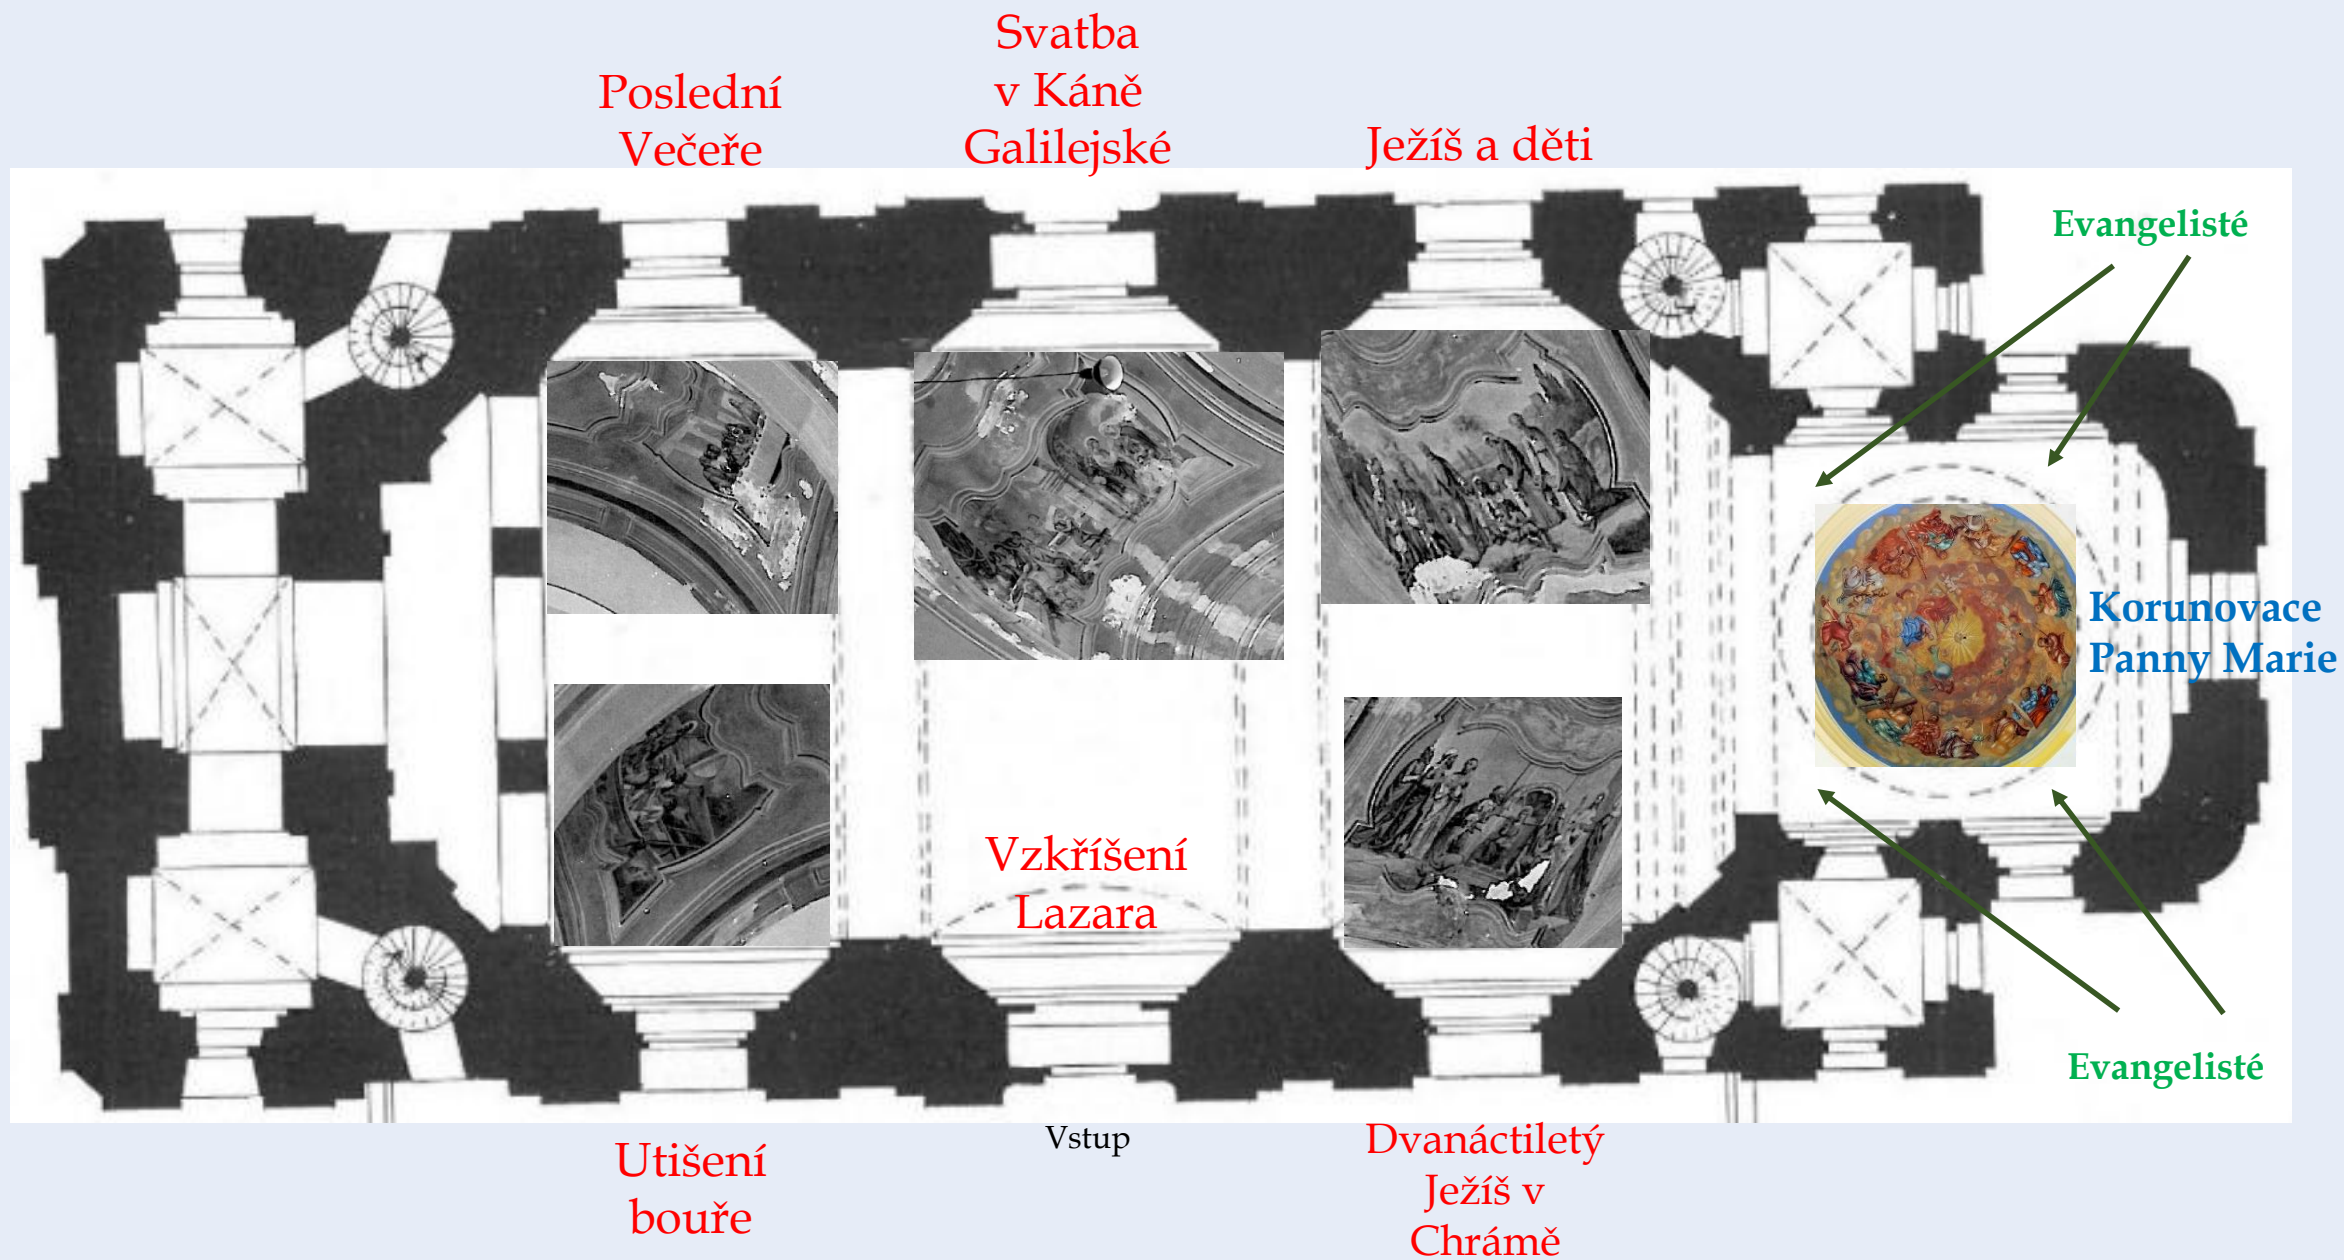 Poslední
Večeře
Svatba
v Káně
Galilejské
Ježíš a děti
Evangelisté
Korunovace
Panny Marie
Vzkříšení
Lazara
Evangelisté
Utišení
bouře
Vstup
Dvanáctiletý
Ježíš v
Chrámě